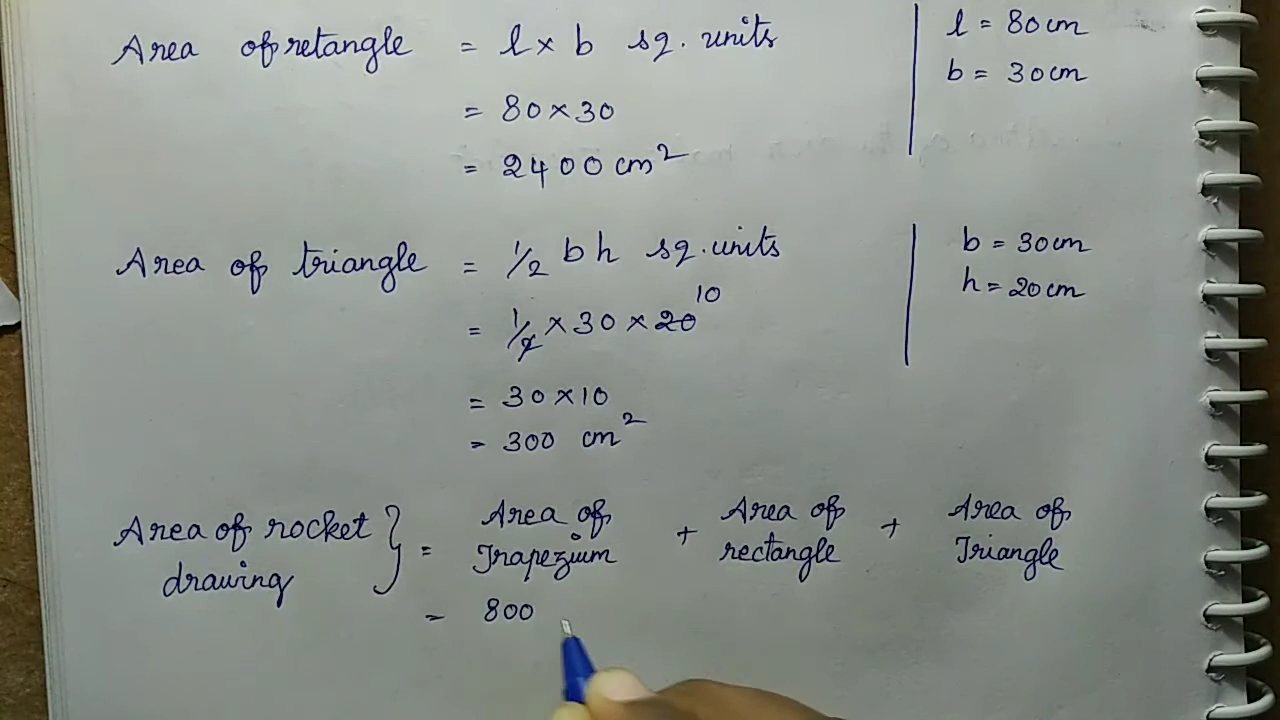 Area of retangle = l × b sq. units
l = 80cm
b = 30cm
= 80 × 30
= 2400 cm²
Area of triangle = 1/2 b h sq. units
b = 30cm
h = 20cm
= 1/2 × 30 × 20 10
= 30 × 10
= 300 cm²
Area of rocket drawing } = Area of Trapezium + Area of rectangle + Area of Triangle
= 800